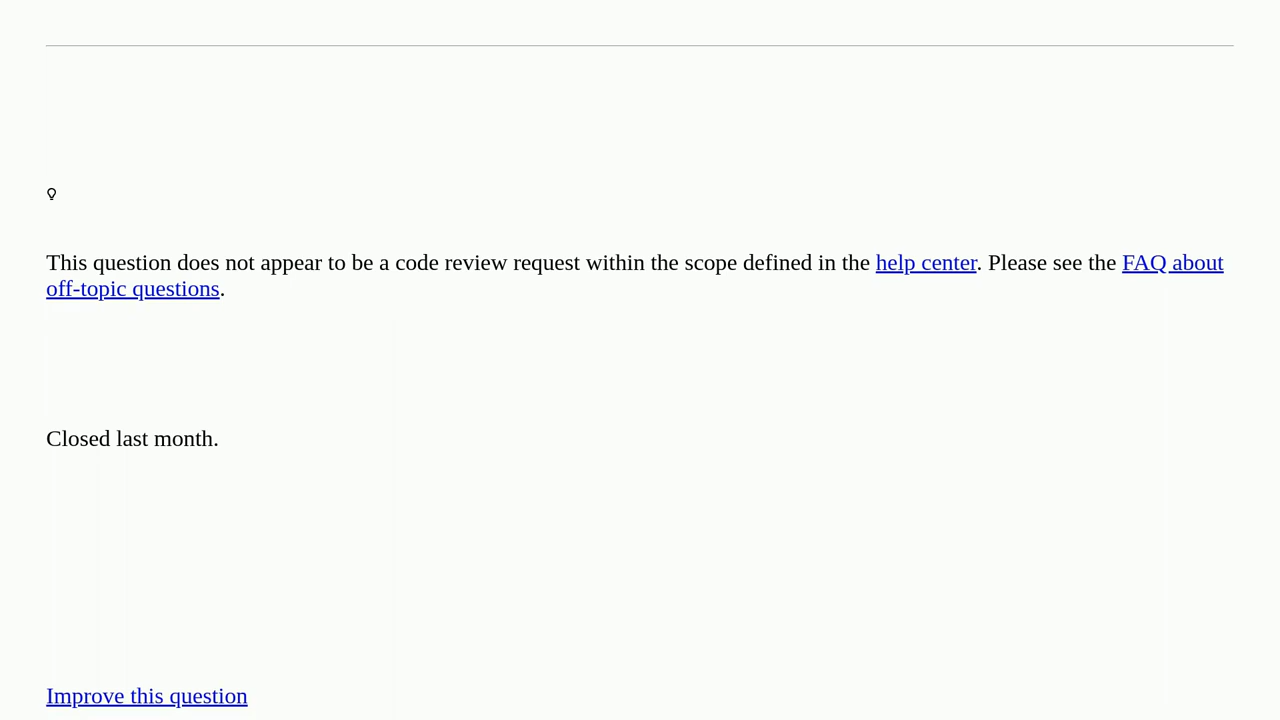 This question does not appear to be a code review request within the scope defined in the help center. Please see the FAQ about
off-topic questions.
Closed last month.
Improve this question